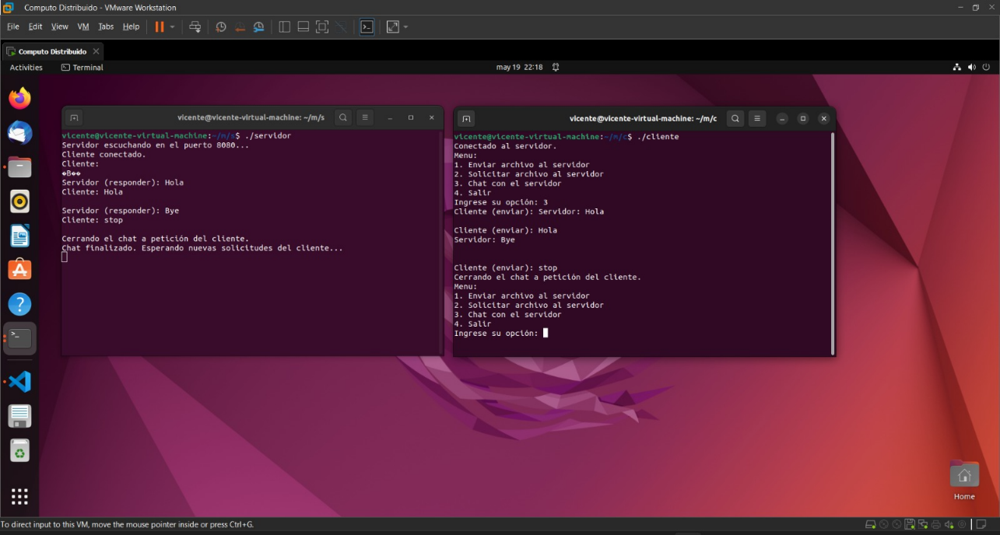 Computo Distribuido - VMware Workstation
File Edit View VM Tabs Help
Computo Distribuido
Activities Terminal may 19 22:18
vicente@vicente-virtual-machine: ~/m/s
vicente@vicente-virtual-machine:~/m/s$ ./servidor
Servidor escuchando en el puerto 8080...
Cliente conectado.
Cliente:
�B��
Servidor (responder): Hola
Cliente: Hola
Servidor (responder): Bye
Cliente: stop
Cerrando el chat a petición del cliente.
Chat finalizado. Esperando nuevas solicitudes del cliente...
vicente@vicente-virtual-machine: ~/m/c
vicente@vicente-virtual-machine:~/m/c$ ./cliente
Conectado al servidor.
Menu:
1. Enviar archivo al servidor
2. Solicitar archivo al servidor
3. Chat con el servidor
4. Salir
Ingrese su opción: 3
Cliente (enviar): Servidor: Hola
Cliente (enviar): Hola
Servidor: Bye
Cliente (enviar): stop
Cerrando el chat a petición del cliente.
Menu:
1. Enviar archivo al servidor
2. Solicitar archivo al servidor
3. Chat con el servidor
4. Salir
Ingrese su opción:
Home
To direct input to this VM, move the mouse pointer inside or press Ctrl+G.